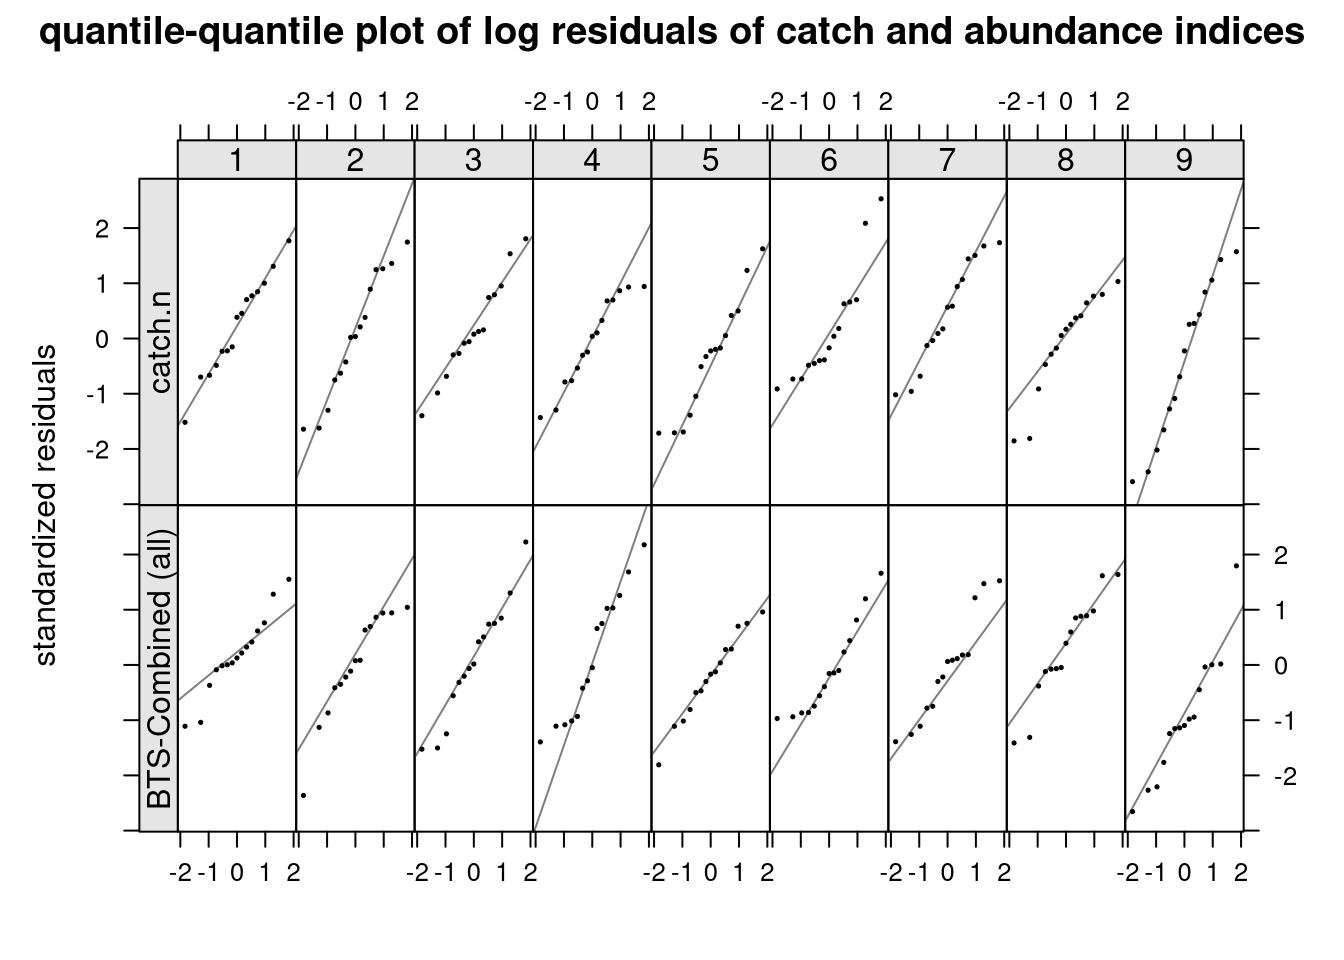 quantile-quantile plot of log residuals of catch and abundance indices
-2 -1 0 1 2 -2 -1 0 1 2 -2 -1 0 1 2 -2 -1 0 1 2
1 2 3 4 5 6 7 8 9
2
1
0
-1
-2
catch.n
standardized residuals
BTS-Combined (all)
2
1
0
-1
-2
-2 -1 0 1 2 -2 -1 0 1 2 -2 -1 0 1 2 -2 -1 0 1 2 -2 -1 0 1 2